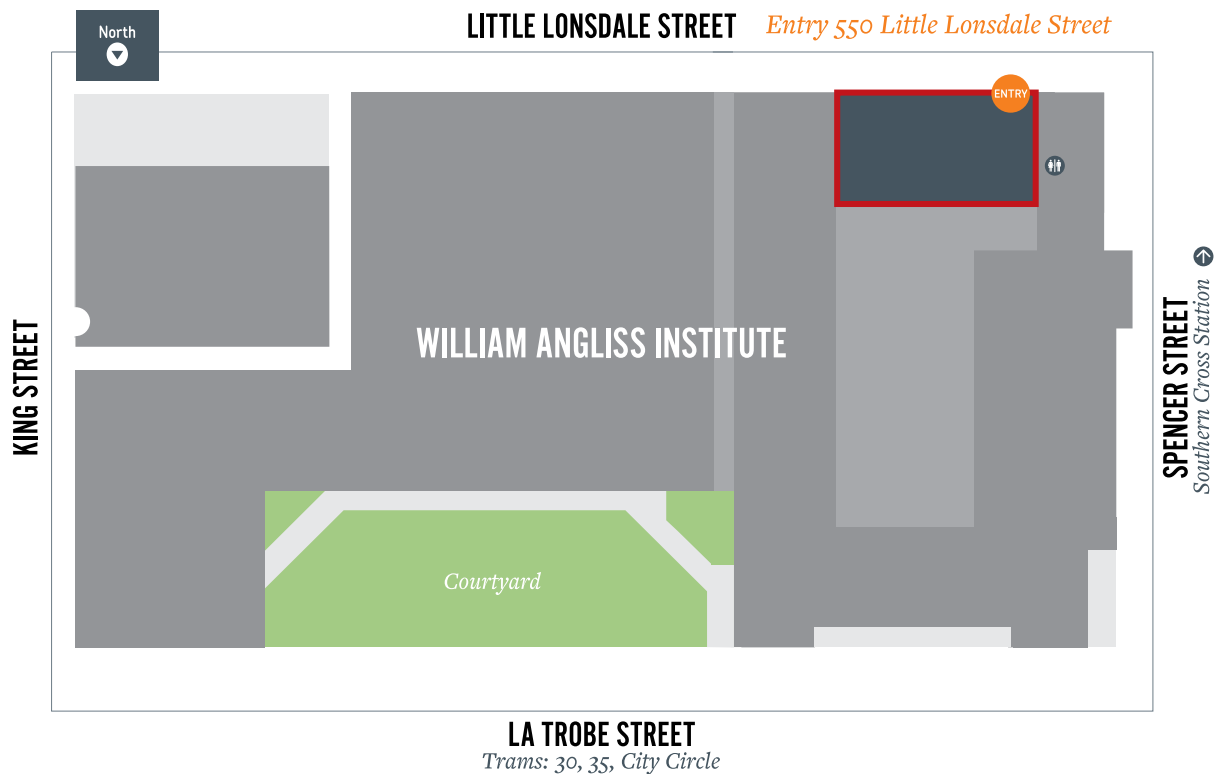 North
LITTLE LONSDALE STREET
Entry 550 Little Lonsdale Street
ENTRY
WILLIAM ANGLISS INSTITUTE
KING STREET
SPENCER STREET
Southern Cross Station
Courtyard
LA TROBE STREET
Trams: 30, 35, City Circle